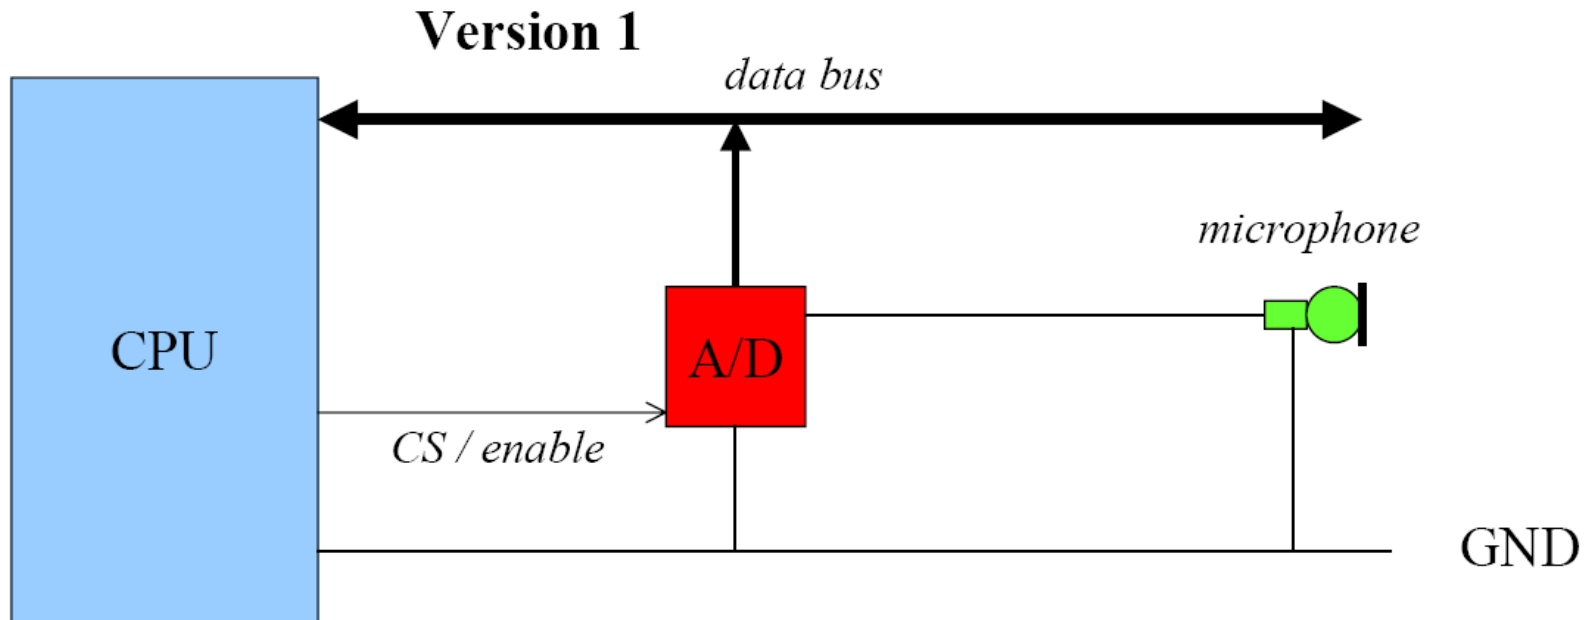 Version 1
data bus
microphone
CPU
A/D
CS / enable
GND